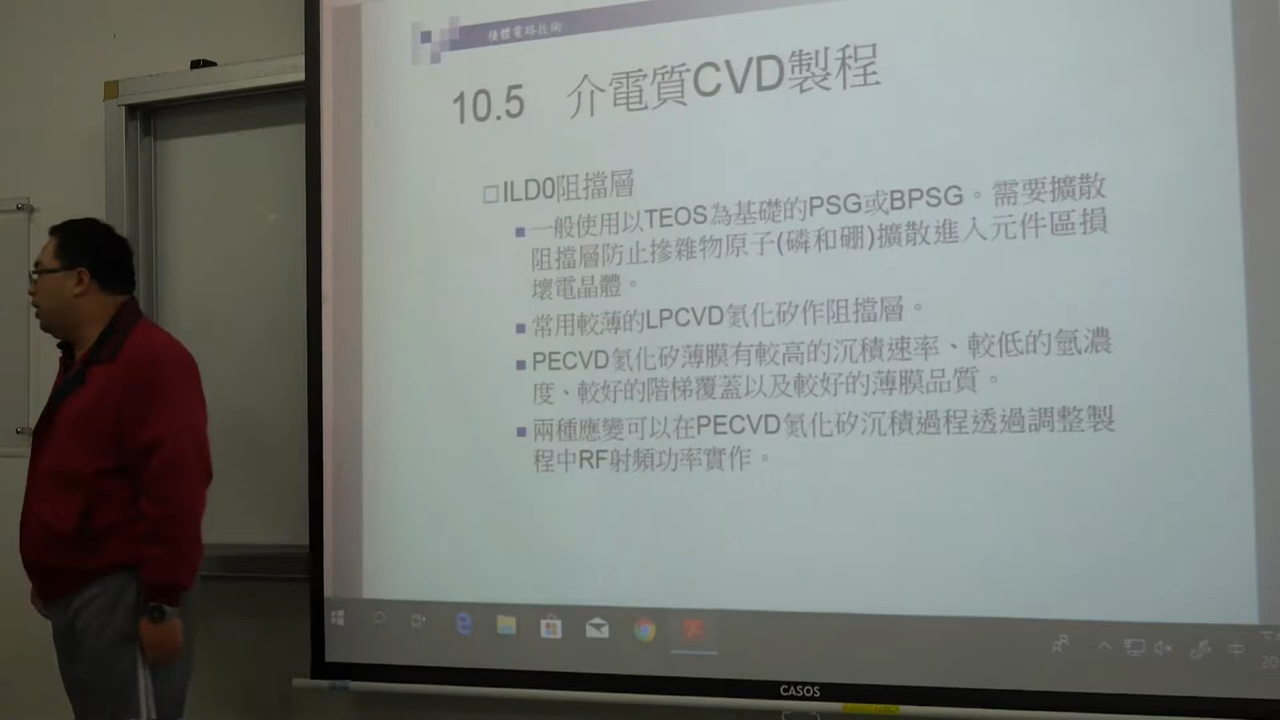 積體電路技術
10.5 介電質CVD製程
□ILD0阻擋層
■一般使用以TEOS為基礎的PSG或BPSG。需要擴散
阻擋層防止摻雜物原子(磷和硼)擴散進入元件區損
壞電晶體。
■常用較薄的LPCVD氮化矽作阻擋層。
■PECVD氮化矽薄膜有較高的沉積速率、較低的氫濃
度、較好的階梯覆蓋以及較好的薄膜品質。
■兩種應變可以在PECVD氮化矽沉積過程透過調整製
程中RF射頻功率實作。
中
CASOS